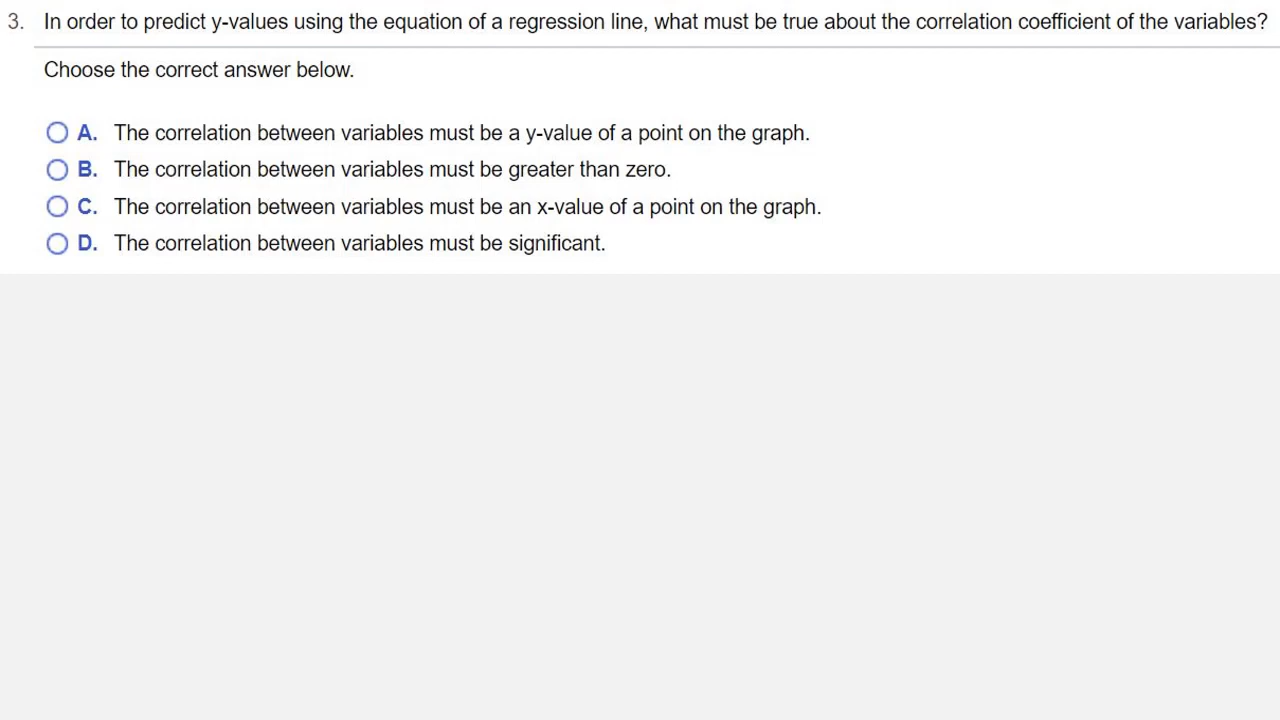 3. In order to predict y-values using the equation of a regression line, what must be true about the correlation coefficient of the variables?
Choose the correct answer below.
A. The correlation between variables must be a y-value of a point on the graph.
B. The correlation between variables must be greater than zero.
C. The correlation between variables must be an x-value of a point on the graph.
D. The correlation between variables must be significant.